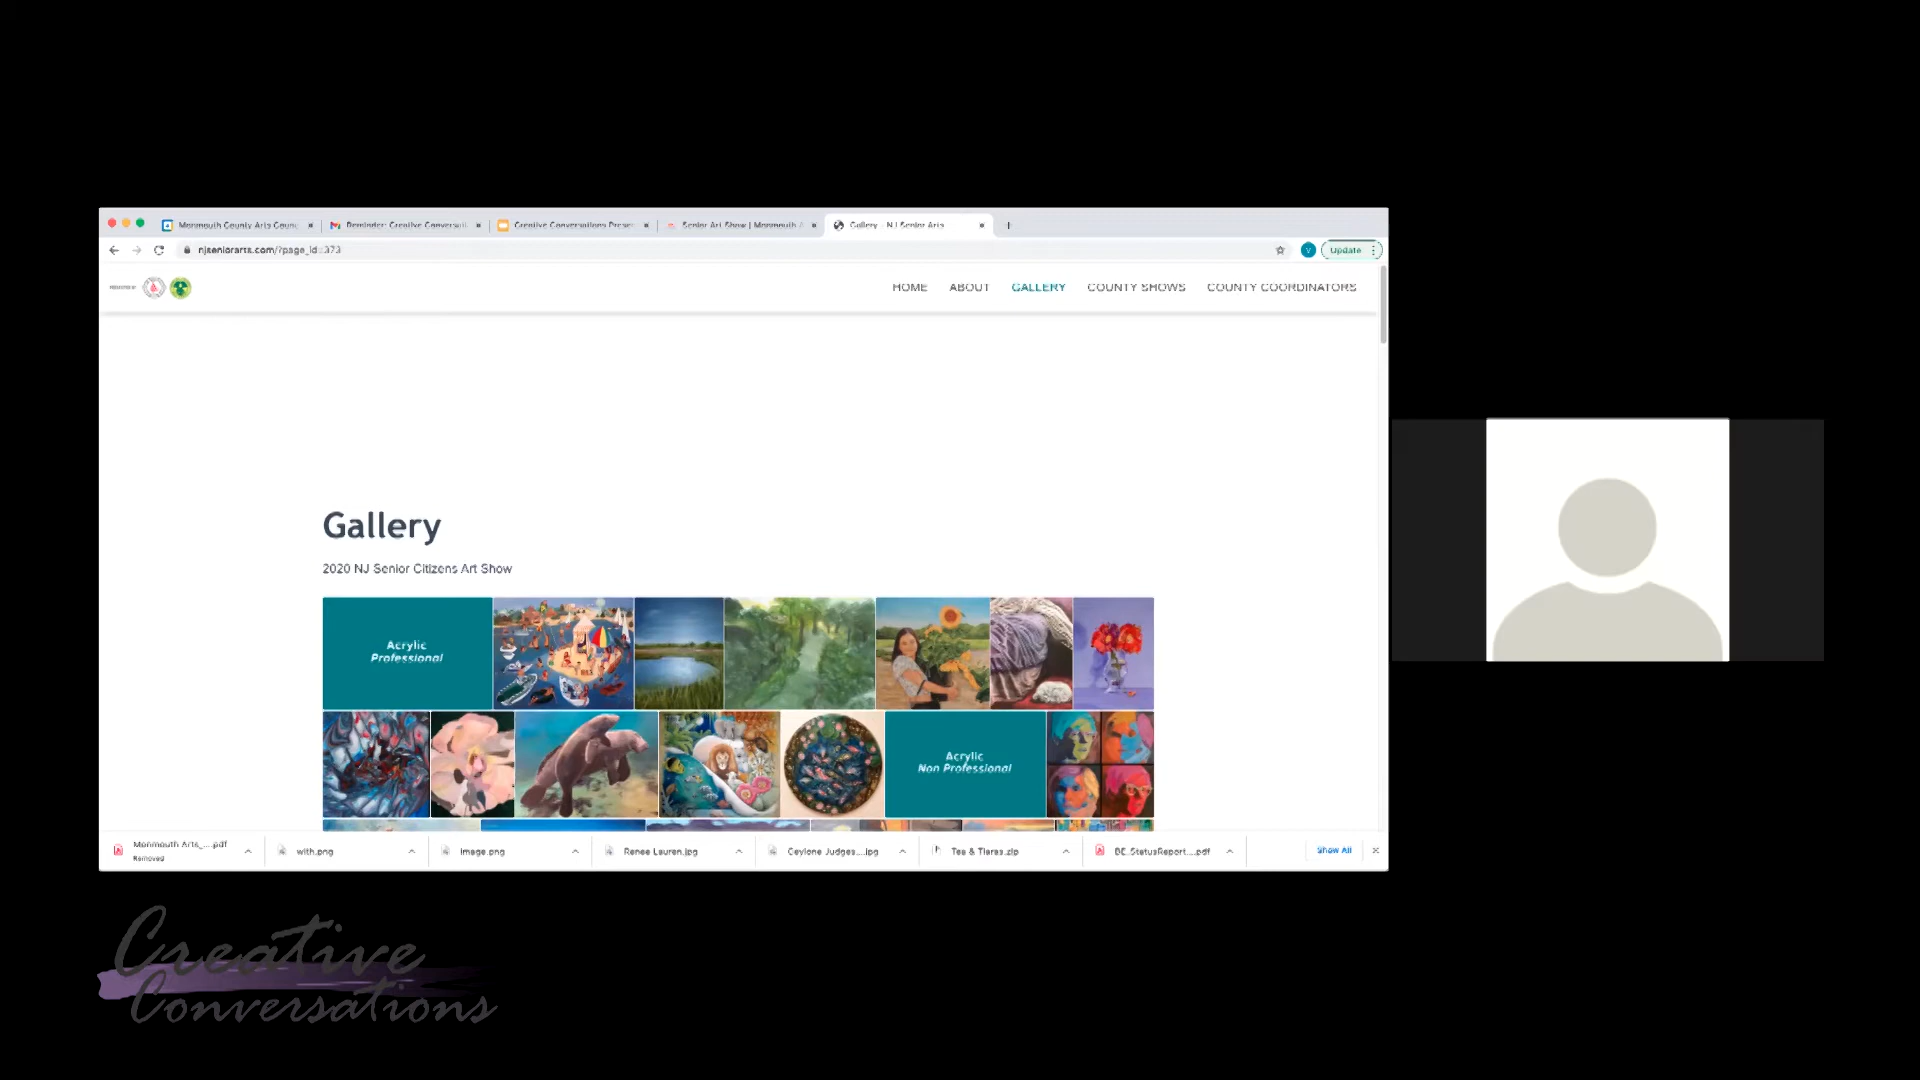 Monmouth County Arts Counc
Reminder: Creative Conversati
Creative Conversations Presen
Senior Art Show | Monmouth A
Gallery - NJ Senior Arts
njseniorarts.com/?page_id=373
V
Update
HOME
ABOUT
GALLERY
COUNTY SHOWS
COUNTY COORDINATORS
Gallery
2020 NJ Senior Citizens Art Show
Acrylic
Professional
Acrylic
Non Professional
Monmouth Arts_....pdf
Removed
with.png
image.png
Renee Lauren.jpg
Ceylone Judges....jpg
Tea & Tiaras.zip
BE_StatusReport....pdf
Show All
Creative
Conversations